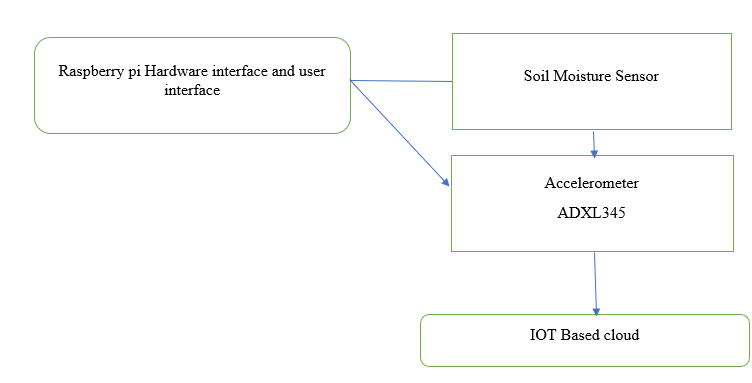 Raspberry pi Hardware interface and user
interface
Soil Moisture Sensor
Accelerometer
ADXL345
IOT Based cloud